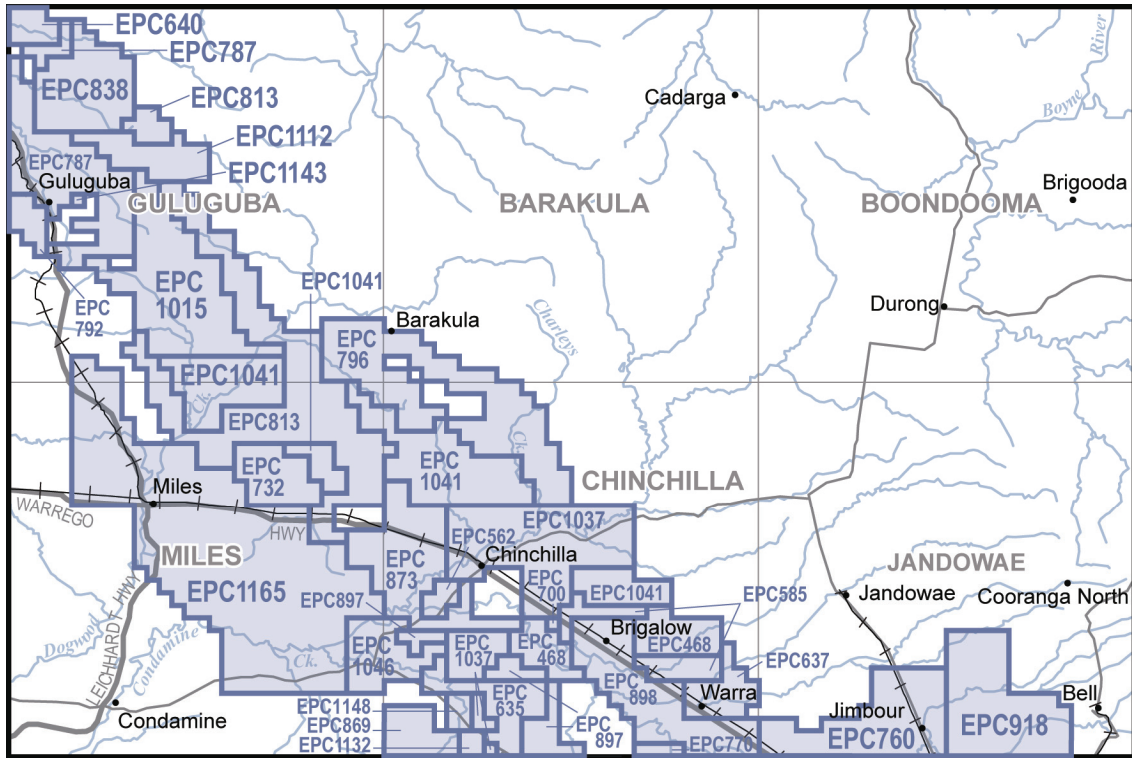 EPC640
EPC787
EPC838
EPC813
EPC1112
EPC787
EPC1143
Guluguba
GULUGUBA
BARAKULA
BOONDOOMA
Cadarga
Boyne
River
Brigooda
EPC
1015
EPC1041
EPC
792
EPC
796
Barakula
Charleys
Durong
EPC1041
Ck.
EPC813
EPC
732
EPC
1041
Ck.
CHINCHILLA
Miles
WARREGO
HWY
EPC1037
EPC562
Chinchilla
MILES
EPC1165
EPC
873
EPC
700
EPC1041
EPC585
JANDOWAE
Jandowae
Cooranga North
EPC897
Brigalow
EPC468
EPC
1046
EPC
1037
EPC
468
EPC637
Dogwood
Ck.
LEICHHARDT HWY
Condamine
Condamine
EPC
635
EPC
898
Warra
Jimbour
Bell
EPC1148
EPC869
EPC1132
EPC
897
EPC770
EPC760
EPC918